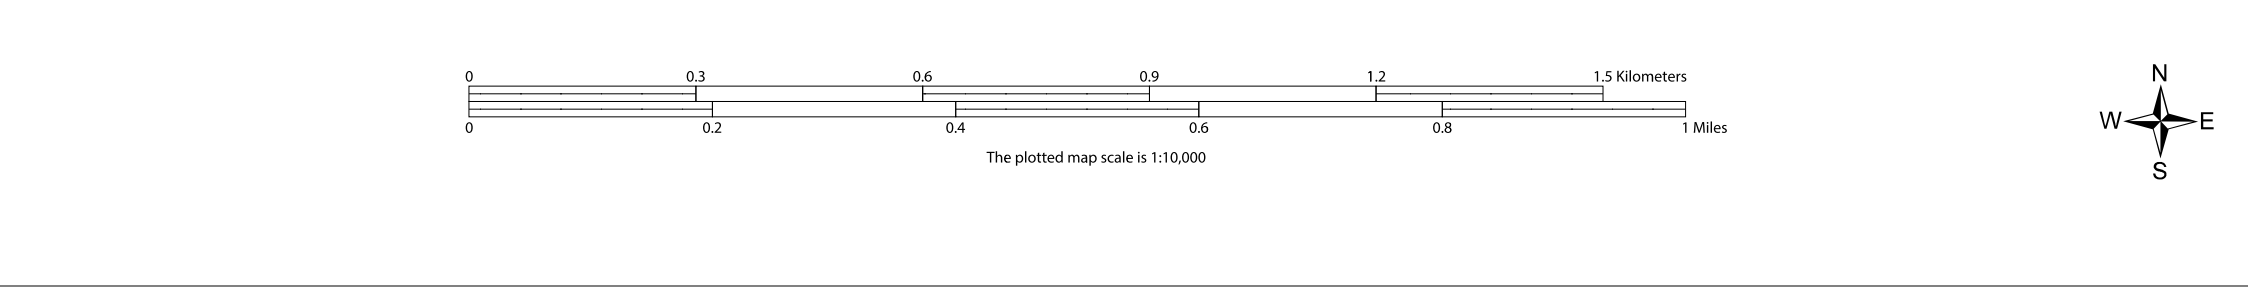 0 0.3 0.6 0.9 1.2 1.5 Kilometers
0 0.2 0.4 0.6 0.8 1 Miles
The plotted map scale is 1:10,000
N
W E
S